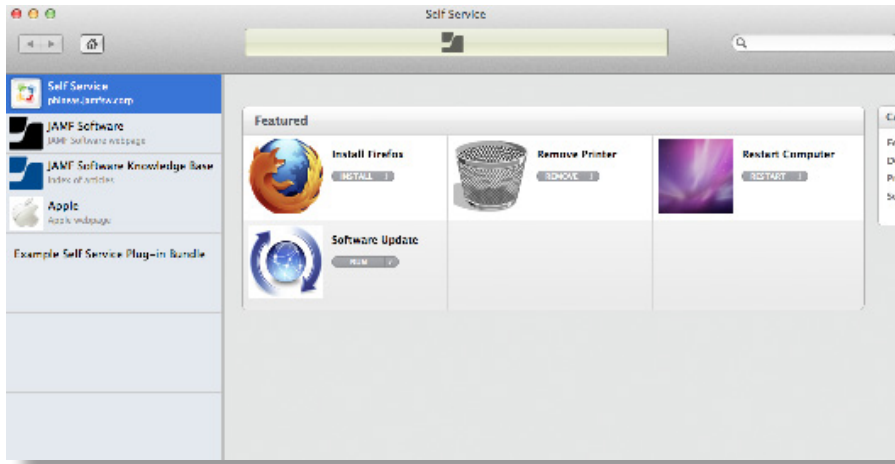 Self Service
Self Service
JAMF Software
JAMF Software webpage
JAMF Software Knowledge Base
Index of articles
Apple
Apple webpage
Example Self Service Plug-in Bundle
Featured
Install Firefox
INSTALL
Remove Printer
REMOVE
Restart Computer
RESTART
Software Update
RUN